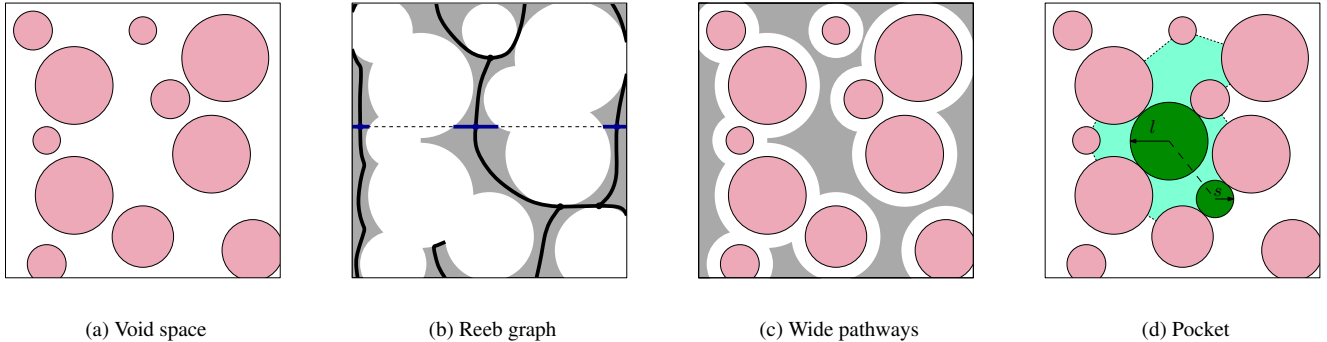 l
s
(a) Void space
(b) Reeb graph
(c) Wide pathways
(d) Pocket